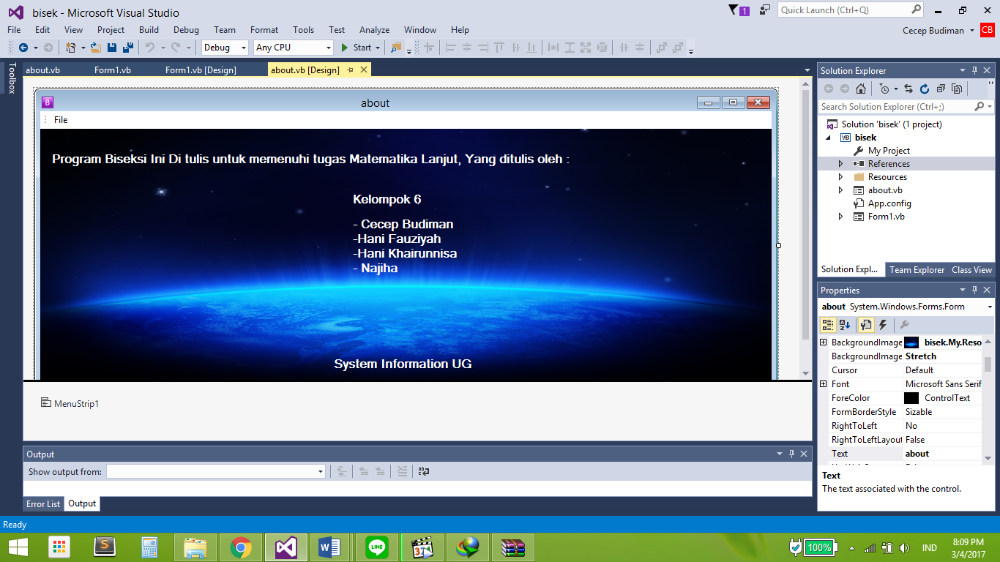 bisek - Microsoft Visual Studio
1
Quick Launch (Ctrl+Q)
File Edit View Project Build Debug Team Format Tools Test Analyze Window Help
Cecep Budiman
CB
Debug
Any CPU
Start
Toolbox
about.vb
Form1.vb
Form1.vb [Design]
about.vb [Design]
B
about
File
Program Biseksi Ini Di tulis untuk memenuhi tugas Matematika Lanjut, Yang ditulis oleh :
Kelompok 6
- Cecep Budiman
-Hani Fauziyah
-Hani Khairunnisa
- Najiha
System Information UG
MenuStrip1
Output
Show output from:
Error List
Output
Solution Explorer
Search Solution Explorer (Ctrl+;)
Solution 'bisek' (1 project)
VB bisek
My Project
References
Resources
about.vb
App.config
Form1.vb
Solution Expl...
Team Explorer
Class View
Properties
about System.Windows.Forms.Form
BackgroundImage bisek.My.Reso
BackgroundImage Stretch
Cursor Default
Font Microsoft Sans Serif
ForeColor ControlText
FormBorderStyle Sizable
RightToLeft No
RightToLeftLayout False
Text about
Text
The text associated with the control.
Ready
S
W
LINE
31
100%
IND
8:09 PM
3/4/2017